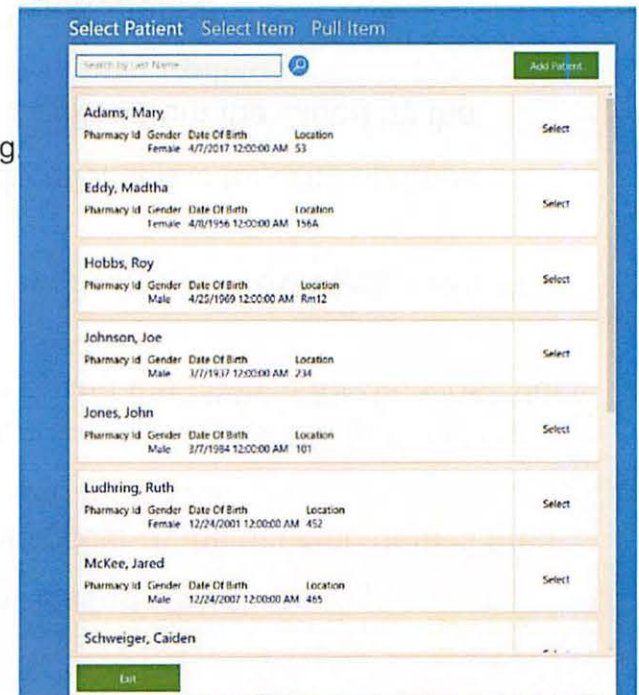 Select Patient Select Item Pull Item
Search by Last Name
Add Patient
g.
Adams, Mary
Pharmacy Id Gender Date Of Birth Location
Female 4/7/2017 12:00:00 AM 53
Select
Eddy, Madtha
Pharmacy Id Gender Date Of Birth Location
Female 4/8/1956 12:00:00 AM 156A
Select
Hobbs, Roy
Pharmacy Id Gender Date Of Birth Location
Male 4/25/1969 12:00:00 AM Rm12
Select
Johnson, Joe
Pharmacy Id Gender Date Of Birth Location
Male 3/7/1937 12:00:00 AM 234
Select
Jones, John
Pharmacy Id Gender Date Of Birth Location
Male 3/7/1984 12:00:00 AM 101
Select
Ludhring, Ruth
Pharmacy Id Gender Date Of Birth Location
Female 12/24/2001 12:00:00 AM 452
Select
McKee, Jared
Pharmacy Id Gender Date Of Birth Location
Male 12/24/2007 12:00:00 AM 465
Select
Schweiger, Caiden
Exit